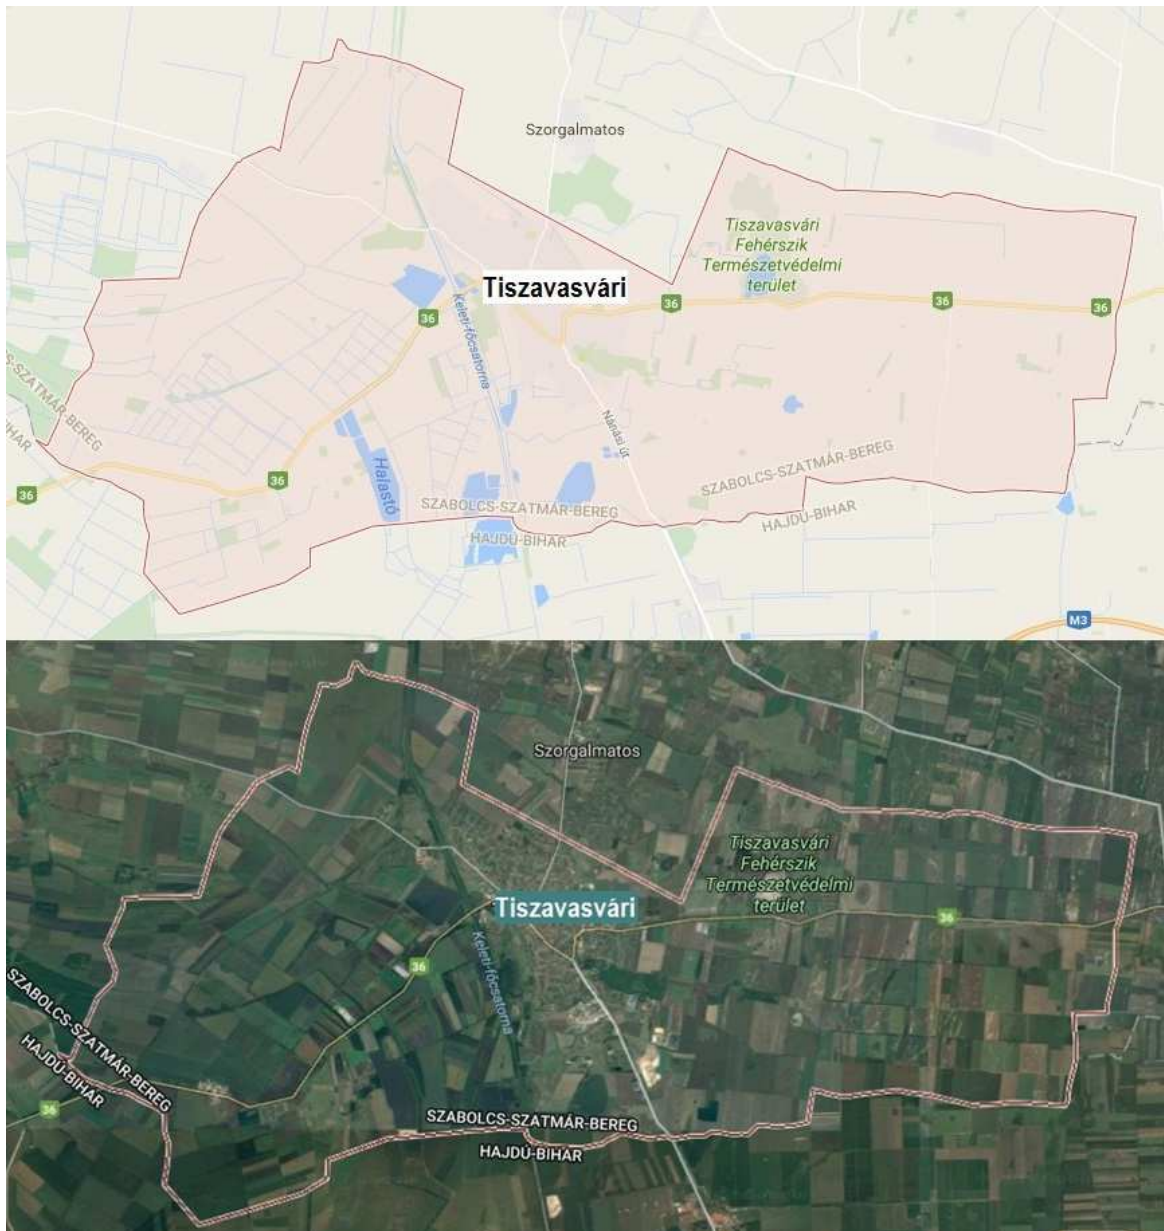 Szorgalmatos
Tiszavasvári
Fehérszik
Természetvédelmi
terület
Tiszavasvári
36
36
36
36
Keleti-főcsatorna
S-SZATMÁR-BEREG
BIHAR
Nánási út
Halastó
36
36
SZABOLCS-SZATMÁR-BEREG
SZABOLCS-SZATMÁR-BEREG
HAJDÚ-BIHAR
HAJDÚ-BIHAR
M3
Szorgalmatos
Tiszavasvári
Fehérszik
Természetvédelmi
terület
Tiszavasvári
36
36
Keleti-főcsatorna
SZABOLCS-SZATMÁR-BEREG
HAJDÚ-BIHAR
36
SZABOLCS-SZATMÁR-BEREG
HAJDÚ-BIHAR